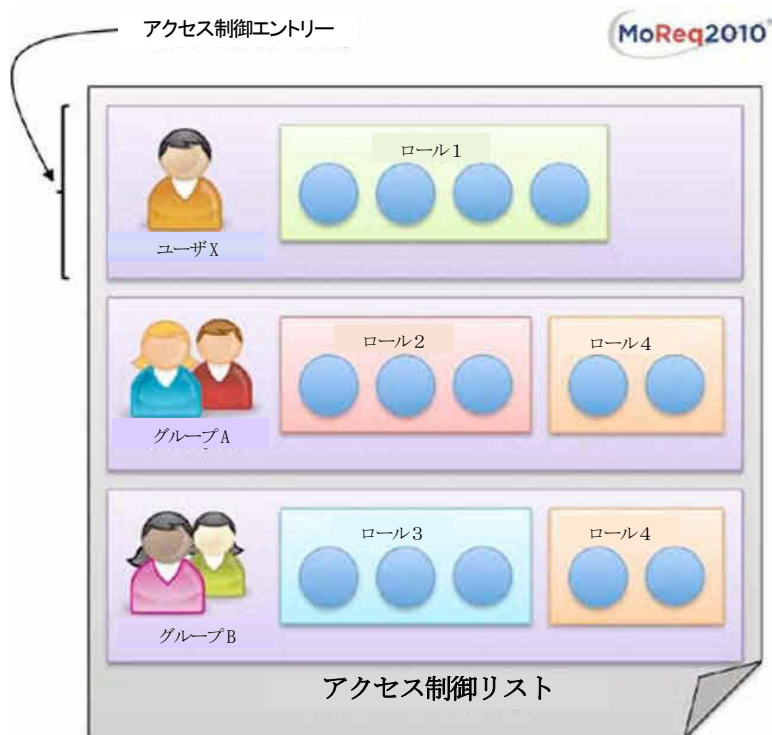 アクセス制御エントリー
MoReq2010®
ロール１
ユーザX
ロール２
ロール４
グループA
ロール３
ロール４
グループB
アクセス制御リスト